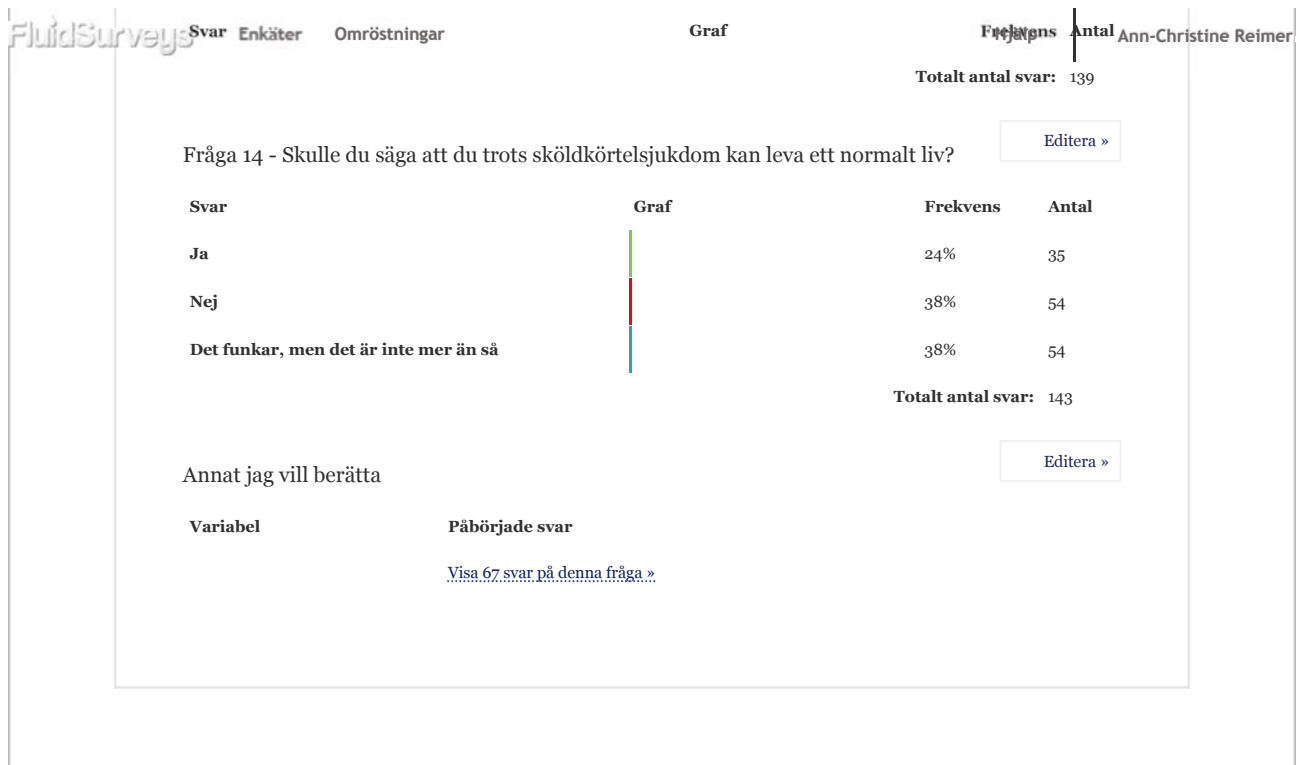 FluidSurveys Enkäter Omröstningar Hjälp Ann-Christine Reimer
Svar Graf Frekvens Antal
Totalt antal svar: 139
Fråga 14 - Skulle du säga att du trots sköldkörtelsjukdom kan leva ett normalt liv? Editera »
Svar Graf Frekvens Antal
Ja 24% 35
Nej 38% 54
Det funkar, men det är inte mer än så 38% 54
Totalt antal svar: 143
Annat jag vill berätta Editera »
Variabel Påbörjade svar
Visa 67 svar på denna fråga »